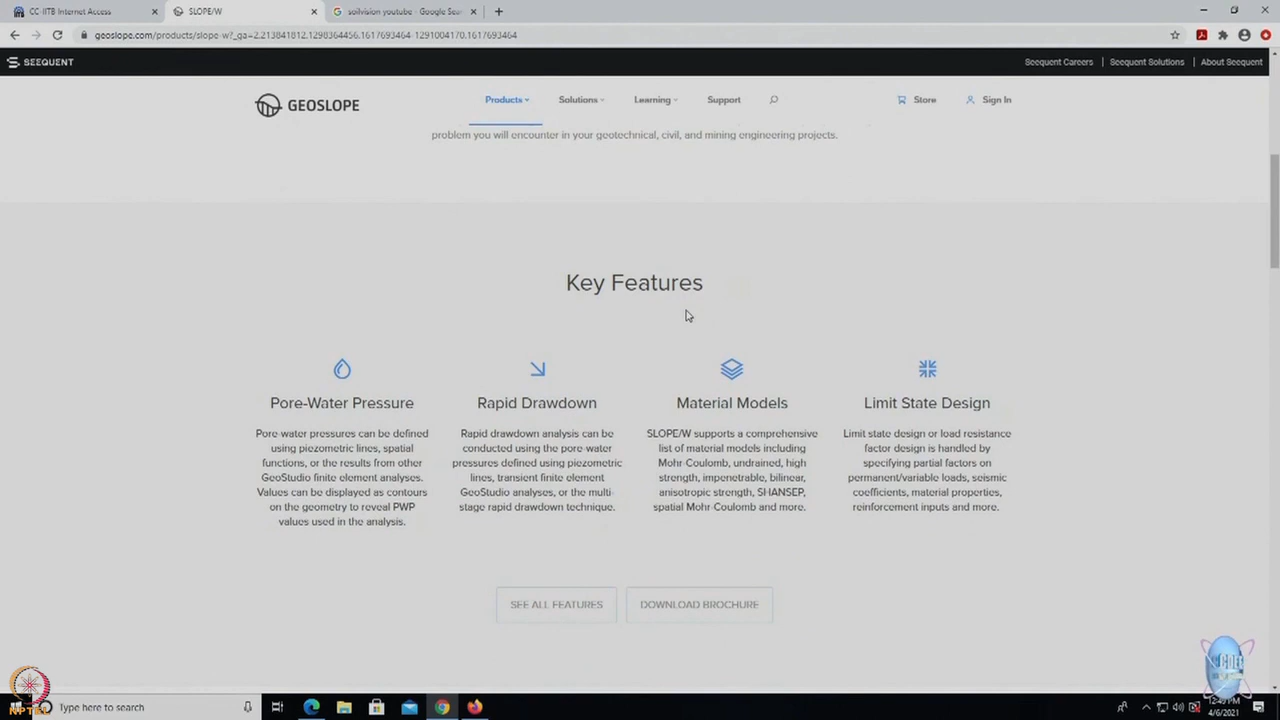 CC-IITB Internet Access
SLOPE/W
soilvision youtube - Google Sea
geoslope.com/products/slope-w?_ga=2.213841812.1298364456.1617693464-1291004170.1617693464
SEEQUENT
Seequent Careers | Seequent Solutions | About Seequent
GEOSLOPE
Products
Solutions
Learning
Support
Store
Sign In
problem you will encounter in your geotechnical, civil, and mining engineering projects.
Key Features
Pore-Water Pressure
Pore-water pressures can be defined
using piezometric lines, spatial
functions, or the results from other
GeoStudio finite element analyses.
Values can be displayed as contours
on the geometry to reveal PWP
values used in the analysis.
Rapid Drawdown
Rapid drawdown analysis can be
conducted using the pore-water
pressures defined using piezometric
lines, transient finite element
GeoStudio analyses, or the multi-
stage rapid drawdown technique.
Material Models
SLOPE/W supports a comprehensive
list of material models including
Mohr-Coulomb, undrained, high
strength, impenetrable, bilinear,
anisotropic strength, SHANSEP,
spatial Mohr-Coulomb and more.
Limit State Design
Limit state design or load resistance
factor design is handled by
specifying partial factors on
permanent/variable loads, seismic
coefficients, material properties,
reinforcement inputs and more.
SEE ALL FEATURES
DOWNLOAD BROCHURE
NPTEL
Type here to search
4/6/2021